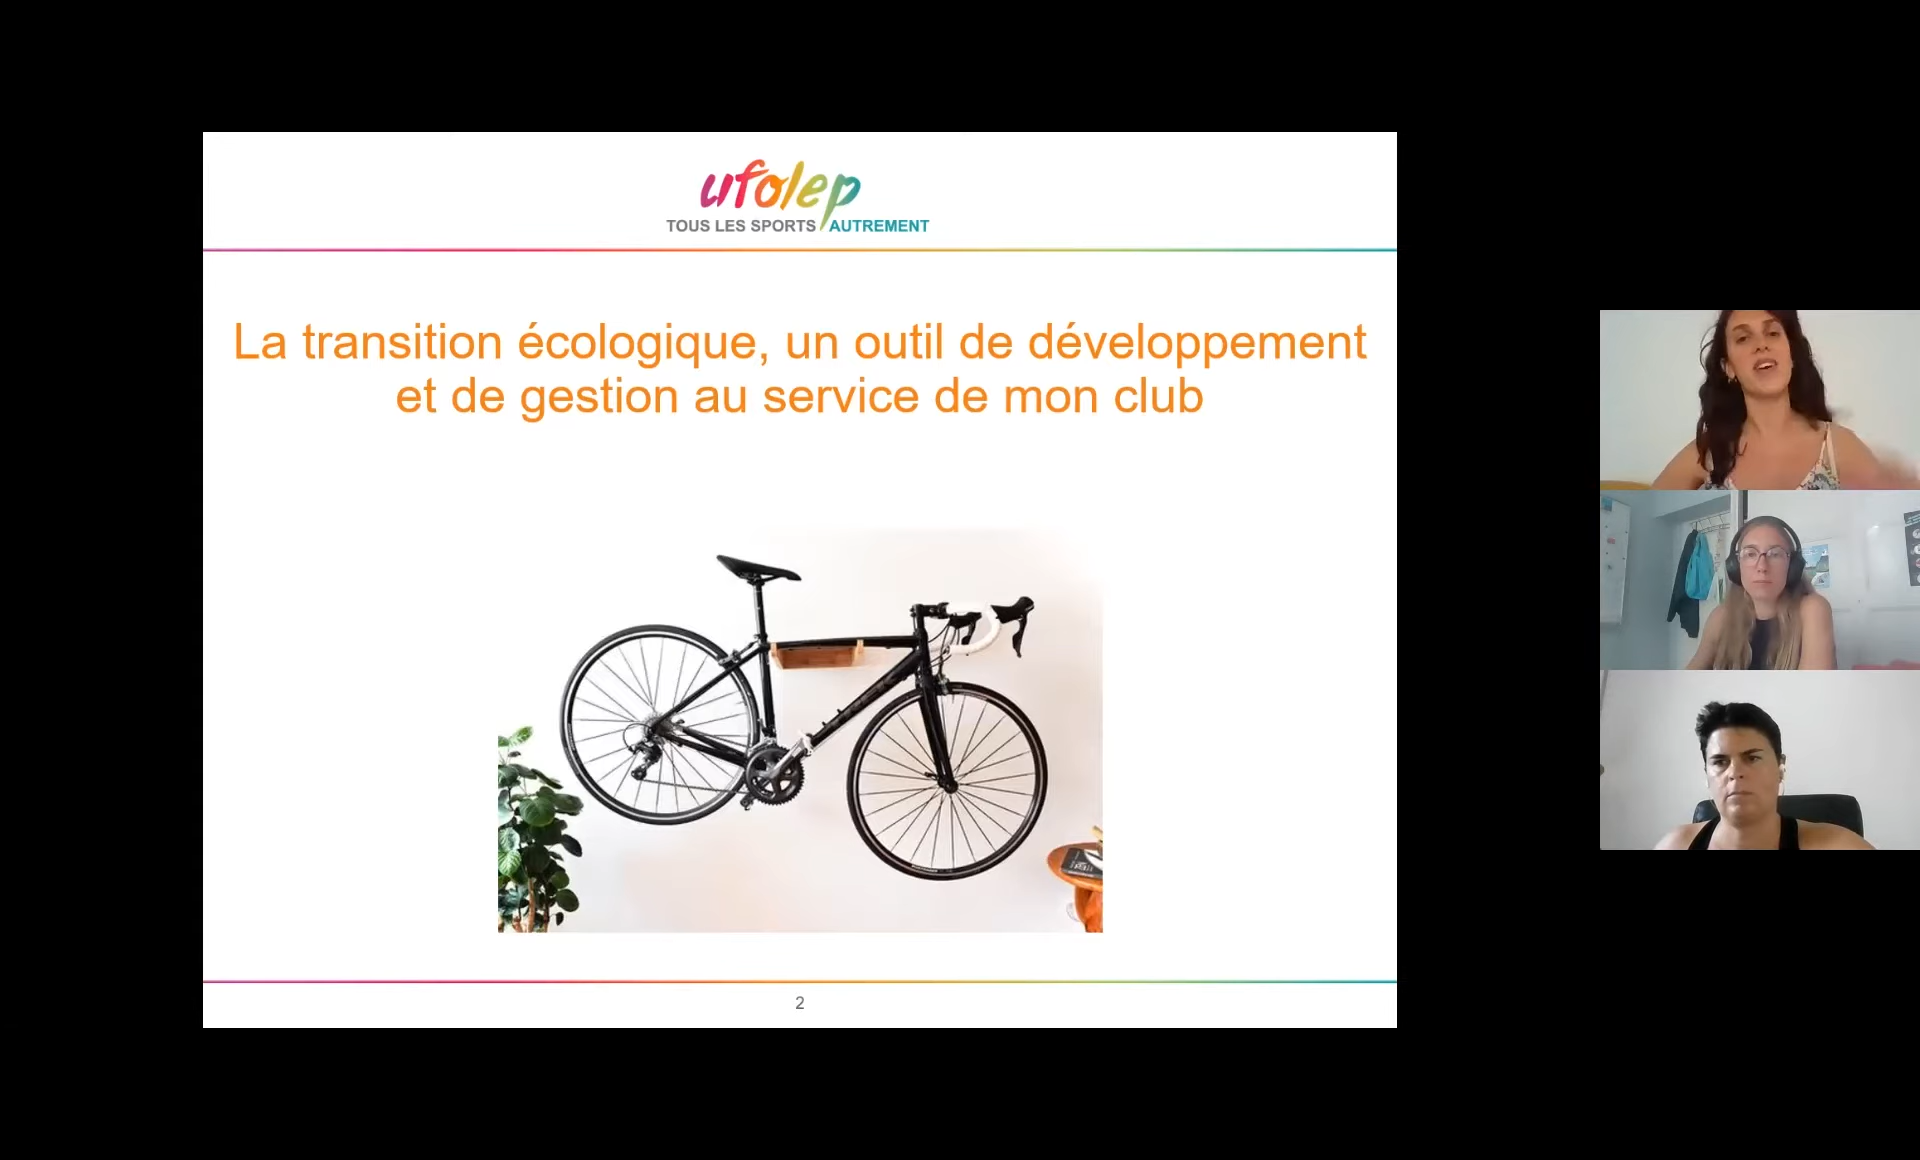 ufolep
TOUS LES SPORTS AUTREMENT
La transition écologique, un outil de développement
et de gestion au service de mon club
TREK
2